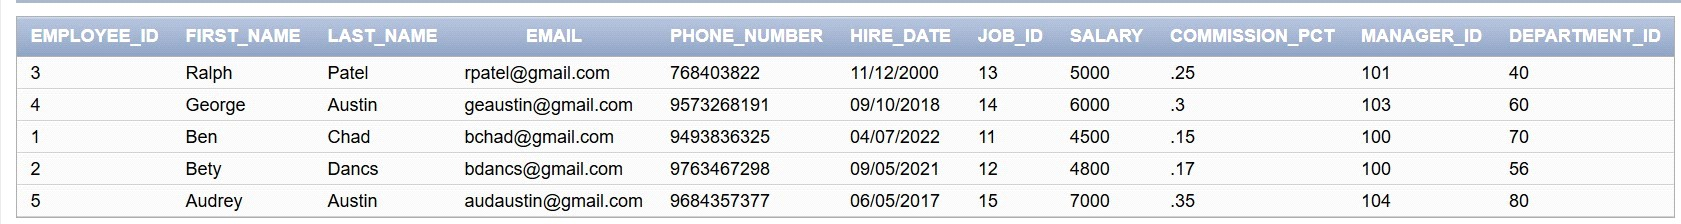 EMPLOYEE_ID FIRST_NAME LAST_NAME EMAIL PHONE_NUMBER HIRE_DATE JOB_ID SALARY COMMISSION_PCT MANAGER_ID DEPARTMENT_ID
3 Ralph Patel rpatel@gmail.com 768403822 11/12/2000 13 5000 .25 101 40
4 George Austin geaustin@gmail.com 9573268191 09/10/2018 14 6000 .3 103 60
1 Ben Chad bchad@gmail.com 9493836325 04/07/2022 11 4500 .15 100 70
2 Bety Dancs bdancs@gmail.com 9763467298 09/05/2021 12 4800 .17 100 56
5 Audrey Austin audaustin@gmail.com 9684357377 06/05/2017 15 7000 .35 104 80